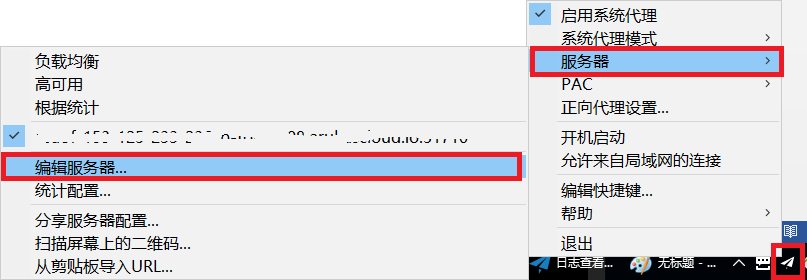 负载均衡
高可用
根据统计
编辑服务器...
统计配置...
分享服务器配置...
扫描屏幕上的二维码...
从剪贴板导入URL...
启用系统代理
系统代理模式
服务器
PAC
正向代理设置...
开机启动
允许来自局域网的连接
编辑快捷键...
帮助
退出
日志查看...
无标题 - ...